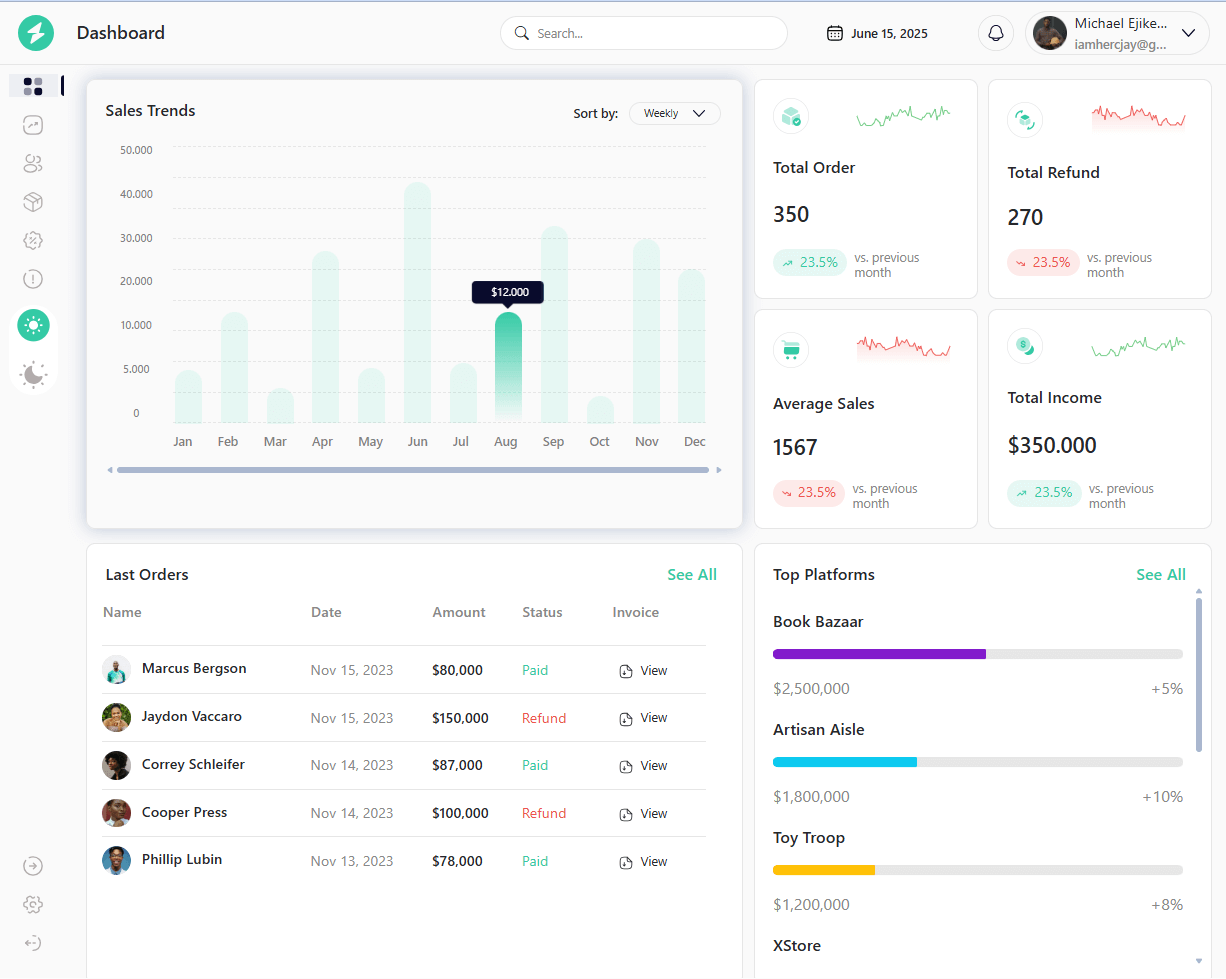 Dashboard
Search...
June 15, 2025
Michael Ejike...
iamhercjay@g...
Sales Trends
Sort by:
Weekly
50.000
40.000
30.000
20.000
10.000
5.000
0
$12.000
Jan Feb Mar Apr May Jun Jul Aug Sep Oct Nov Dec
Total Order
350
23.5%
vs. previous
month
Total Refund
270
23.5%
vs. previous
month
Average Sales
1567
23.5%
vs. previous
month
Total Income
$350.000
23.5%
vs. previous
month
Last Orders
See All
Name Date Amount Status Invoice
Marcus Bergson Nov 15, 2023 $80,000 Paid View
Jaydon Vaccaro Nov 15, 2023 $150,000 Refund View
Correy Schleifer Nov 14, 2023 $87,000 Paid View
Cooper Press Nov 14, 2023 $100,000 Refund View
Phillip Lubin Nov 13, 2023 $78,000 Paid View
Top Platforms
See All
Book Bazaar
$2,500,000 +5%
Artisan Aisle
$1,800,000 +10%
Toy Troop
$1,200,000 +8%
XStore